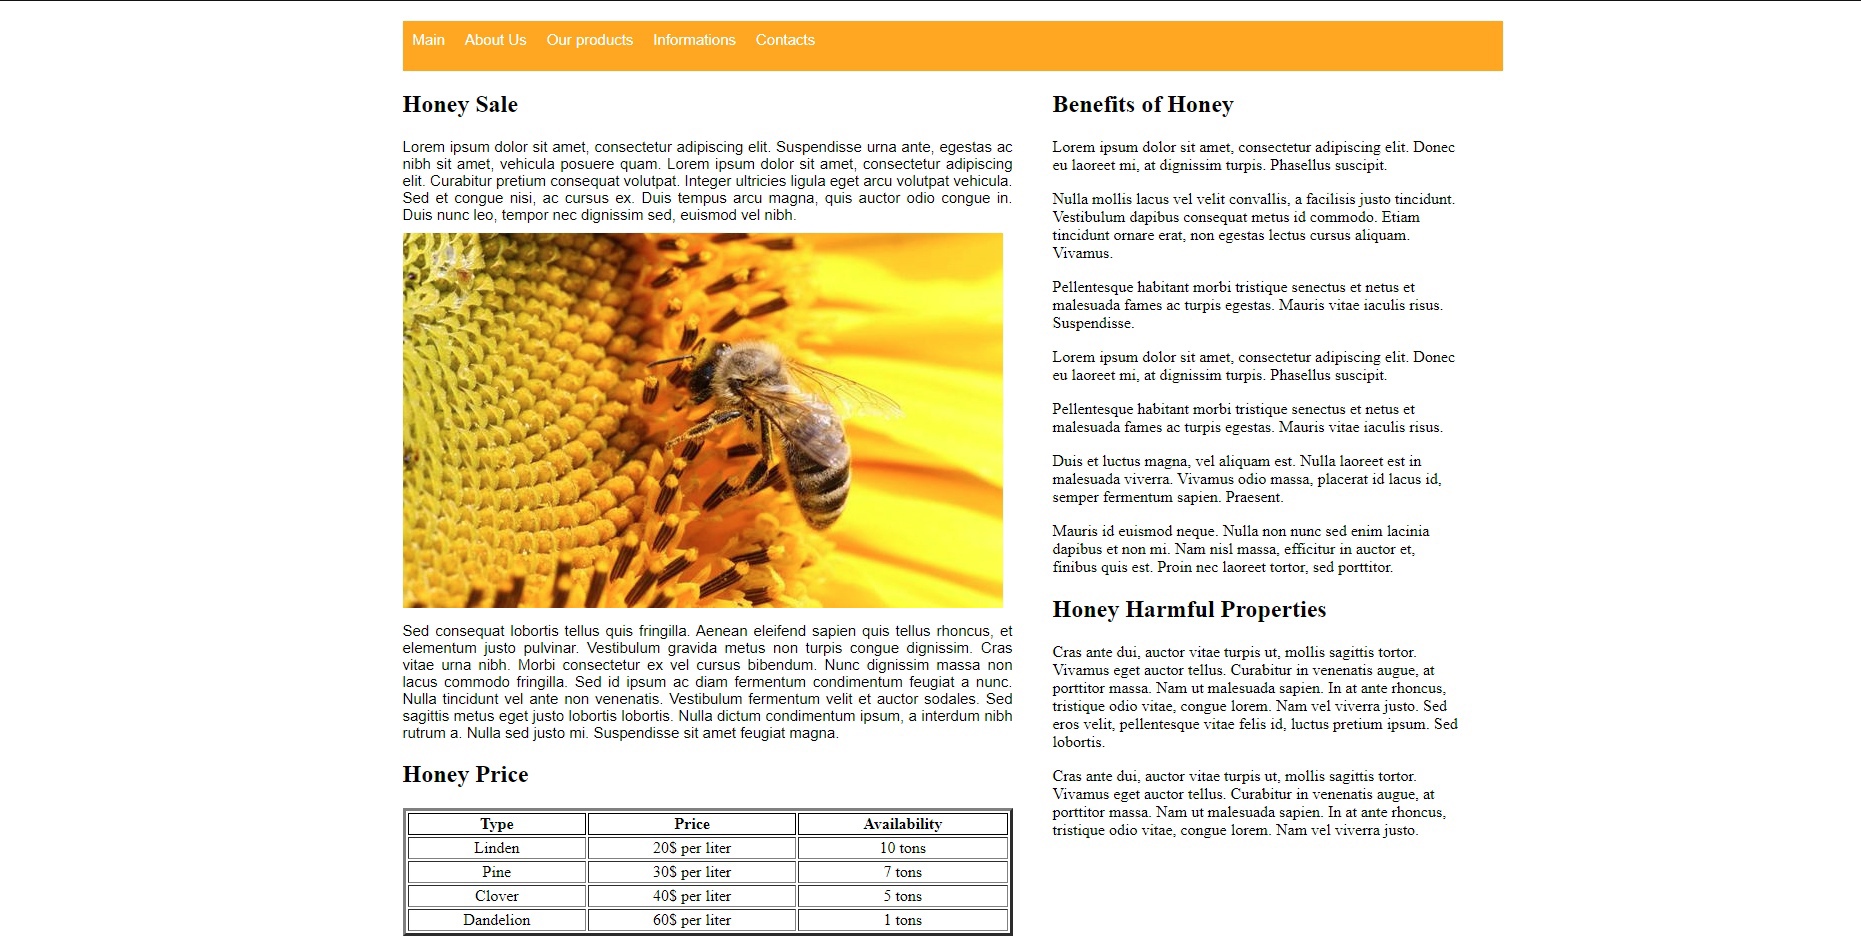 Main About Us Our products Informations Contacts
Honey Sale
Lorem ipsum dolor sit amet, consectetur adipiscing elit. Suspendisse urna ante, egestas ac
nibh sit amet, vehicula posuere quam. Lorem ipsum dolor sit amet, consectetur adipiscing
elit. Curabitur pretium consequat volutpat. Integer ultricies ligula eget arcu volutpat vehicula.
Sed et congue nisi, ac cursus ex. Duis tempus arcu magna, quis auctor odio congue in.
Duis nunc leo, tempor nec dignissim sed, euismod vel nibh.
Sed consequat lobortis tellus quis fringilla. Aenean eleifend sapien quis tellus rhoncus, et
elementum justo pulvinar. Vestibulum gravida metus non turpis congue dignissim. Cras
vitae urna nibh. Morbi consectetur ex vel cursus bibendum. Nunc dignissim massa non
lacus commodo fringilla. Sed id ipsum ac diam fermentum condimentum feugiat a nunc.
Nulla tincidunt vel ante non venenatis. Vestibulum fermentum velit et auctor sodales. Sed
sagittis metus eget justo lobortis lobortis. Nulla dictum condimentum ipsum, a interdum nibh
rutrum a. Nulla sed justo mi. Suspendisse sit amet feugiat magna.
Honey Price
Type Price Availability
Linden 20$ per liter 10 tons
Pine 30$ per liter 7 tons
Clover 40$ per liter 5 tons
Dandelion 60$ per liter 1 tons
Benefits of Honey
Lorem ipsum dolor sit amet, consectetur adipiscing elit. Donec
eu laoreet mi, at dignissim turpis. Phasellus suscipit.
Nulla mollis lacus vel velit convallis, a facilisis justo tincidunt.
Vestibulum dapibus consequat metus id commodo. Etiam
tincidunt ornare erat, non egestas lectus cursus aliquam.
Vivamus.
Pellentesque habitant morbi tristique senectus et netus et
malesuada fames ac turpis egestas. Mauris vitae iaculis risus.
Suspendisse.
Lorem ipsum dolor sit amet, consectetur adipiscing elit. Donec
eu laoreet mi, at dignissim turpis. Phasellus suscipit.
Pellentesque habitant morbi tristique senectus et netus et
malesuada fames ac turpis egestas. Mauris vitae iaculis risus.
Duis et luctus magna, vel aliquam est. Nulla laoreet est in
malesuada viverra. Vivamus odio massa, placerat id lacus id,
semper fermentum sapien. Praesent.
Mauris id euismod neque. Nulla non nunc sed enim lacinia
dapibus et non mi. Nam nisl massa, efficitur in auctor et,
finibus quis est. Proin nec laoreet tortor, sed porttitor.
Honey Harmful Properties
Cras ante dui, auctor vitae turpis ut, mollis sagittis tortor.
Vivamus eget auctor tellus. Curabitur in venenatis augue, at
porttitor massa. Nam ut malesuada sapien. In at ante rhoncus,
tristique odio vitae, congue lorem. Nam vel viverra justo. Sed
eros velit, pellentesque vitae felis id, luctus pretium ipsum. Sed
lobortis.
Cras ante dui, auctor vitae turpis ut, mollis sagittis tortor.
Vivamus eget auctor tellus. Curabitur in venenatis augue, at
porttitor massa. Nam ut malesuada sapien. In at ante rhoncus,
tristique odio vitae, congue lorem. Nam vel viverra justo.